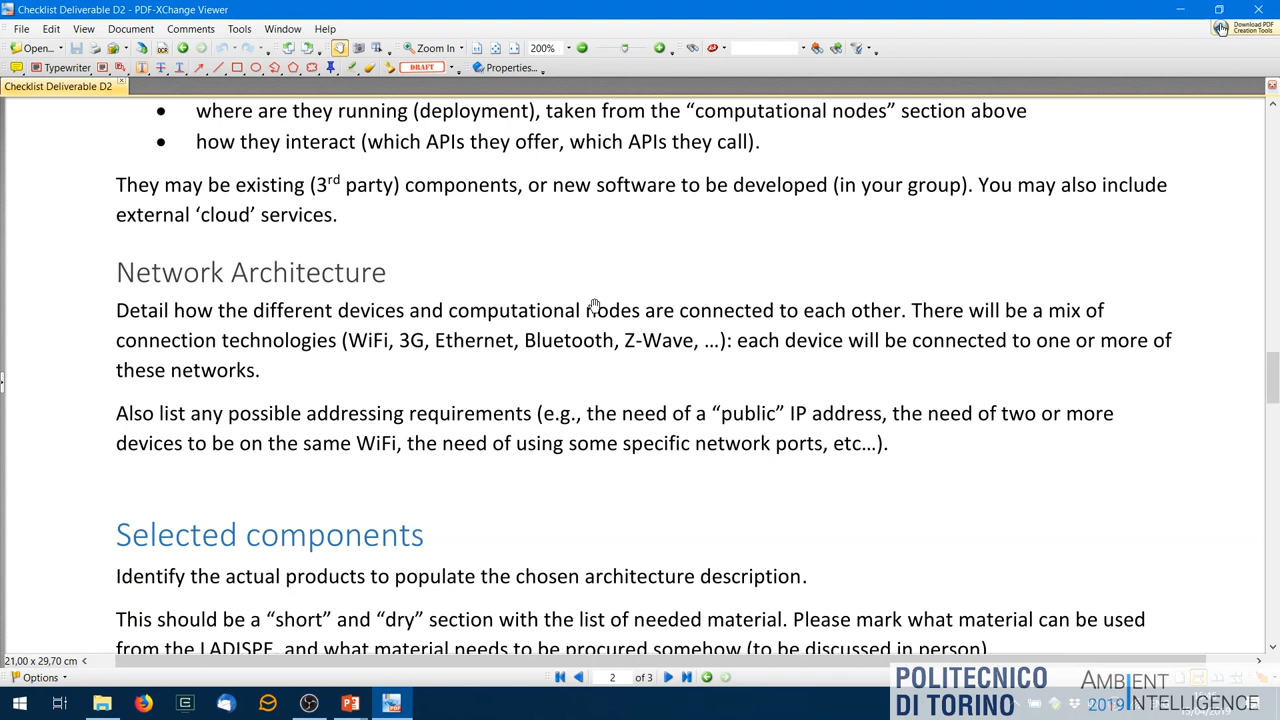 Checklist Deliverable D2 - PDF-XChange Viewer
File Edit View Document Comments Tools Window Help
Download PDF
Creation Tools
Open... Zoom In 200%
Typewriter DRAFT Properties...
Checklist Deliverable D2
• where are they running (deployment), taken from the “computational nodes” section above
• how they interact (which APIs they offer, which APIs they call).
They may be existing (3rd party) components, or new software to be developed (in your group). You may also include
external ‘cloud’ services.
Network Architecture
Detail how the different devices and computational nodes are connected to each other. There will be a mix of
connection technologies (WiFi, 3G, Ethernet, Bluetooth, Z-Wave, …): each device will be connected to one or more of
these networks.
Also list any possible addressing requirements (e.g., the need of a “public” IP address, the need of two or more
devices to be on the same WiFi, the need of using some specific network ports, etc…).
Selected components
Identify the actual products to populate the chosen architecture description.
This should be a “short” and “dry” section with the list of needed material. Please mark what material can be used
from the LADISPE, and what material needs to be procured somehow (to be discussed in person)
21,00 x 29,70 cm
Options 2 of 3
POLITECNICO
DI TORINO
AMBIENT
2019 INTELLIGENCE